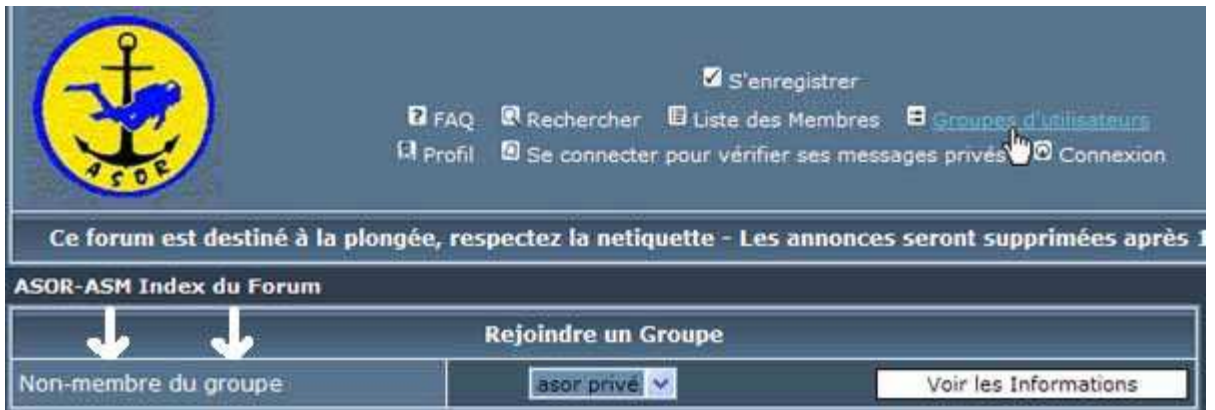 ASOR
S'enregistrer
FAQ Rechercher Liste des Membres Groupes d'utilisateurs
Profil Se connecter pour vérifier ses messages privés Connexion
Ce forum est destiné à la plongée, respectez la netiquette - Les annonces seront supprimées après 1
ASOR-ASM Index du Forum
Rejoindre un Groupe
Non-membre du groupe asor privé Voir les Informations